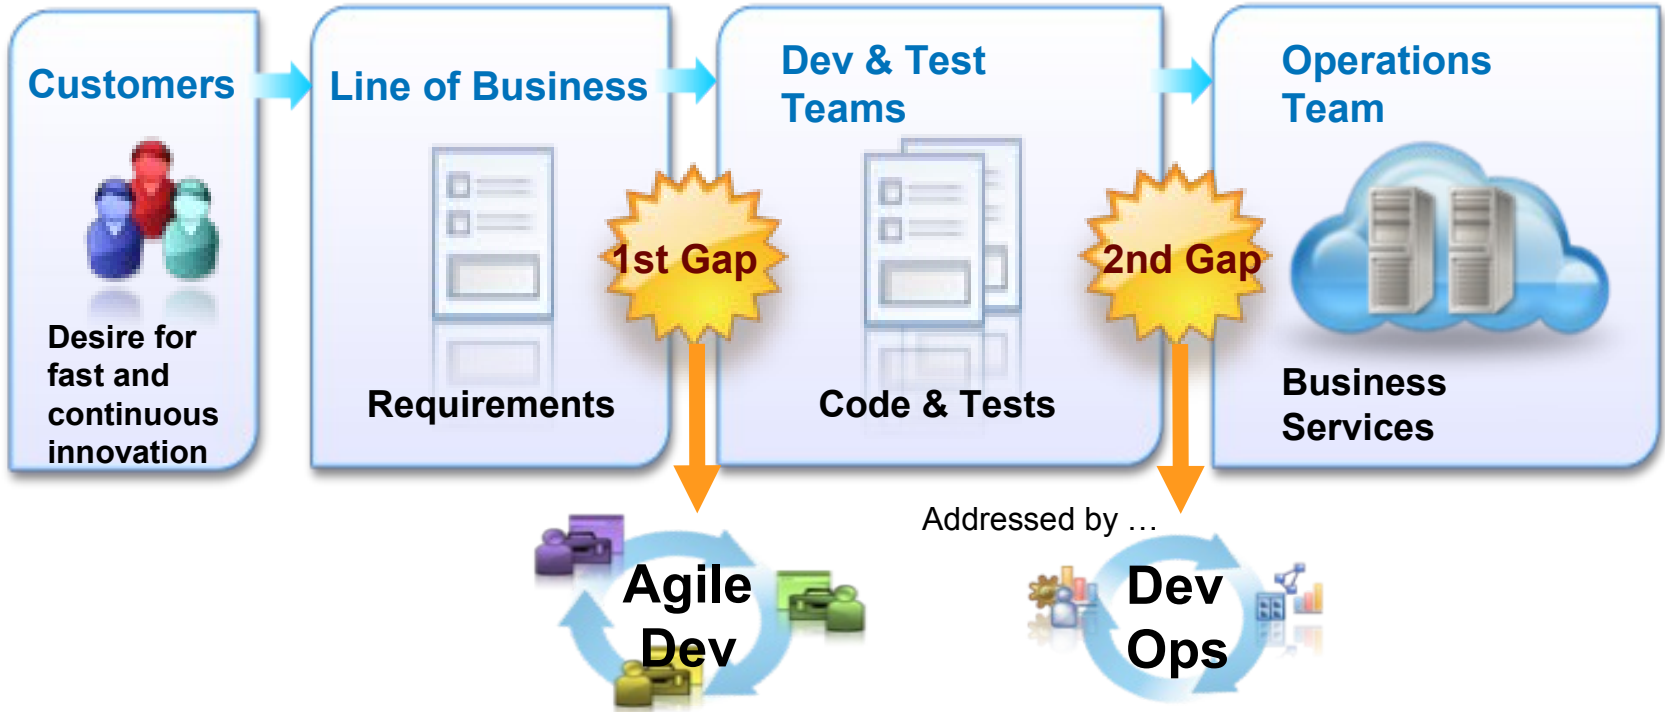 Customers
Desire for
fast and
continuous
innovation
Line of Business
Requirements
1st Gap
Dev & Test
Teams
Code & Tests
2nd Gap
Operations
Team
Business
Services
Agile
Dev
Addressed by …
Dev
Ops